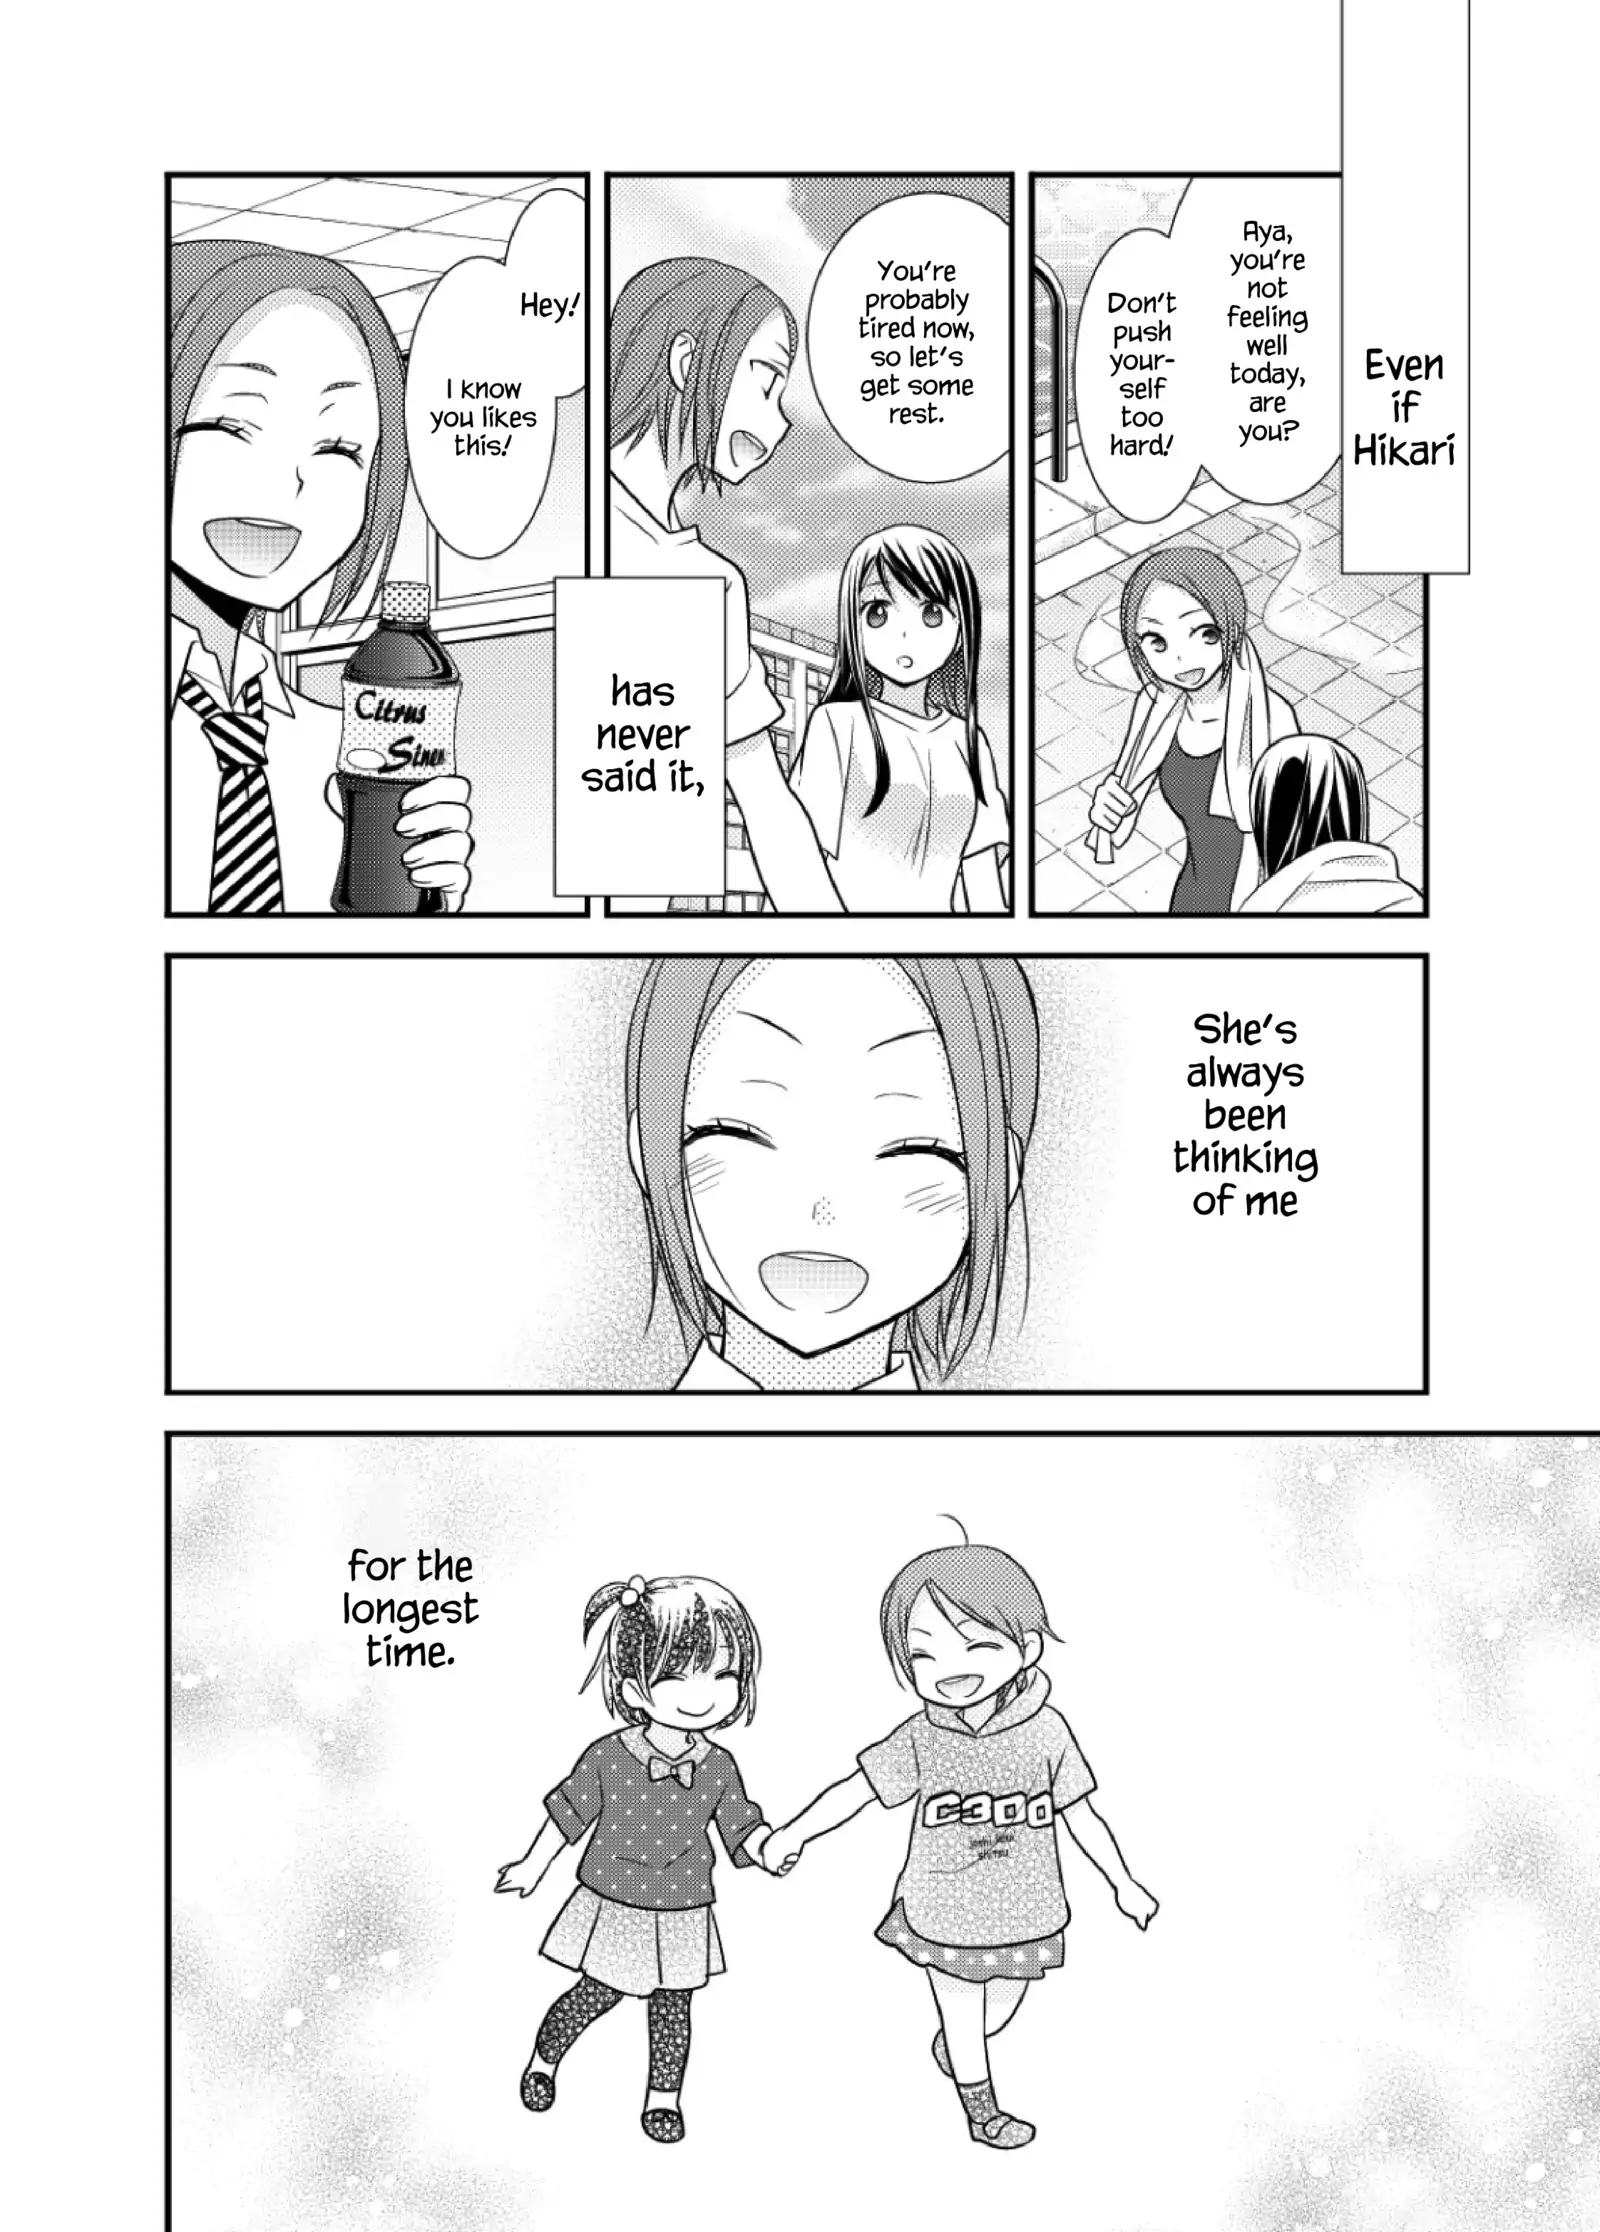 Even
if
Hikari
Aya,
you're
not
feeling
well
today,
are
you?
Don't
push
your-
self
too
hard!
You're
probably
tired now,
so let's
get some
rest.
has
never
said it,
Hey!
I know
you likes
this!
Citrus
Sinen
She's
always
been
thinking
of me
for the
longest
time.
C300